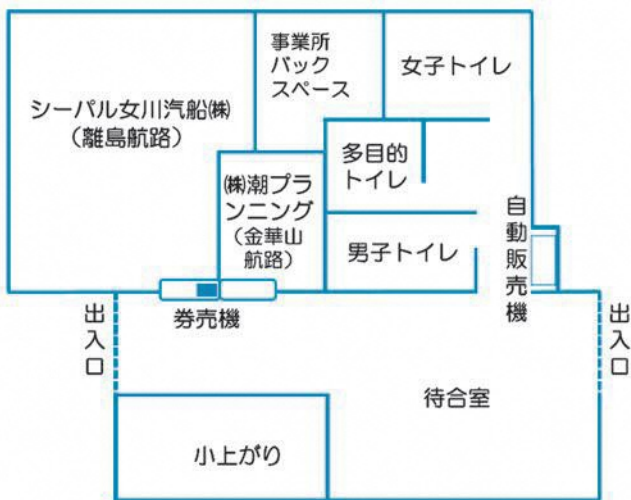 事業所
バック
スペース
女子トイレ
シーパル女川汽船㈱
（離島航路）
多目的
トイレ
㈱潮プラ
ンニング
（金華山
航路）
男子トイレ
自動販売機
出入口
券売機
出入口
待合室
小上がり